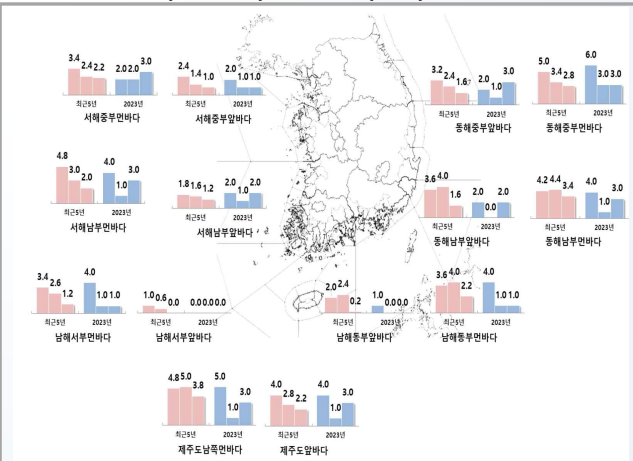 3.4 2.4 2.2 2.0 2.0 3.0
최근5년 2023년
서해중부먼바다
2.4 1.4 1.0 2.0 1.0 1.0
최근5년 2023년
서해중부앞바다
3.2 2.4 1.6 2.0 1.0 3.0
최근5년 2023년
동해중부앞바다
5.0 3.4 2.8 6.0 3.0 3.0
최근5년 2023년
동해중부먼바다
4.8 3.0 2.0 4.0 1.0 3.0
최근5년 2023년
서해남부먼바다
1.8 1.6 1.2 2.0 1.0 2.0
최근5년 2023년
서해남부앞바다
3.6 4.0 1.6 2.0 0.0 2.0
최근5년 2023년
동해남부앞바다
4.2 4.4 3.4 4.0 1.0 3.0
최근5년 2023년
동해남부먼바다
3.4 2.6 1.2 4.0 1.0 1.0
최근5년 2023년
남해서부먼바다
1.0 0.6 0.0 0.0 0.0 0.0
최근5년 2023년
남해서부앞바다
2.0 2.4 0.2 1.0 0.0 0.0
최근5년 2023년
남해동부앞바다
3.6 4.0 2.2 4.0 1.0 1.0
최근5년 2023년
남해동부먼바다
4.8 5.0 3.8 5.0 1.0 3.0
최근5년 2023년
제주도남쪽먼바다
4.0 2.8 2.2 4.0 1.0 3.0
최근5년 2023년
제주도앞바다